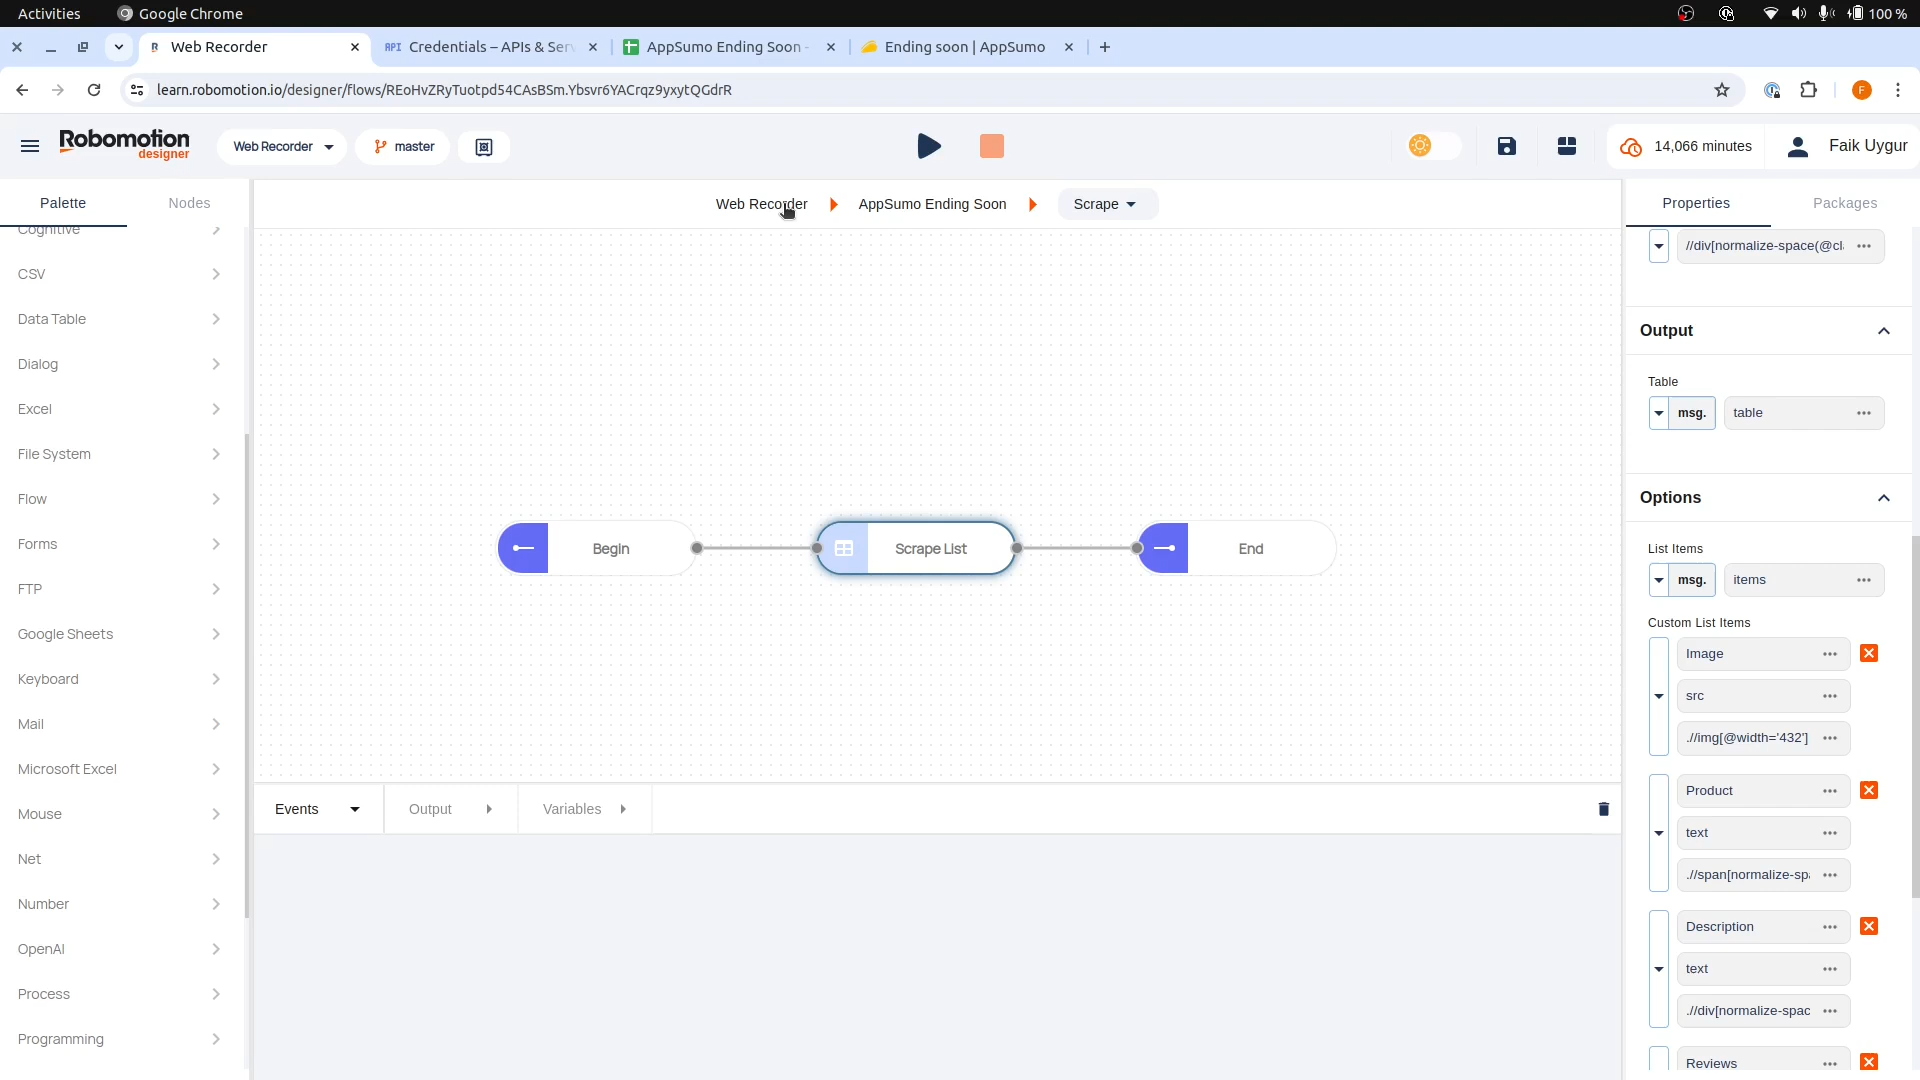 Activities
Google Chrome
100 %
Web Recorder
API
Credentials – APIs & Ser
AppSumo Ending Soon -
Ending soon | AppSumo
learn.robomotion.io/designer/flows/REoHvZRyTuotpd54CAsBSm.Ybsvr6YACrqz9yxytQGdrR
F
Robomotion
designer
Web Recorder
master
14,066 minutes
Faik Uygur
Palette
Nodes
Web Recorder
AppSumo Ending Soon
Scrape
Properties
Packages
Cognitive
CSV
Data Table
Dialog
Excel
File System
Flow
Forms
FTP
Google Sheets
Keyboard
Mail
Microsoft Excel
Mouse
Net
Number
OpenAI
Process
Programming
Begin
Scrape List
End
Events
Output
Variables
//div[normalize-space(@cl
Output
Table
msg.
table
Options
List Items
msg.
items
Custom List Items
Image
src
.//img[@width='432']
Product
text
.//span[normalize-sp
Description
text
.//div[normalize-spac
Reviews